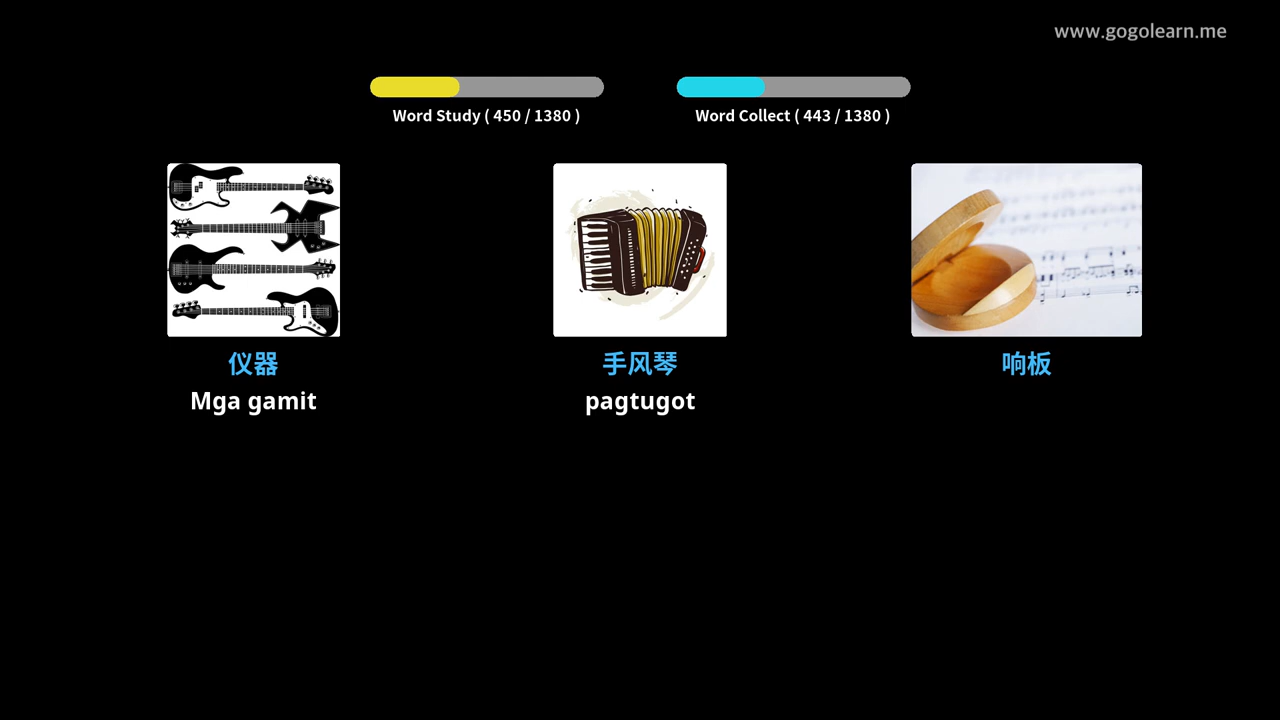 www.gogolearn.me
Word Study ( 450 / 1380 )
Word Collect ( 443 / 1380 )
仪器
Mga gamit
手风琴
pagtugot
响板